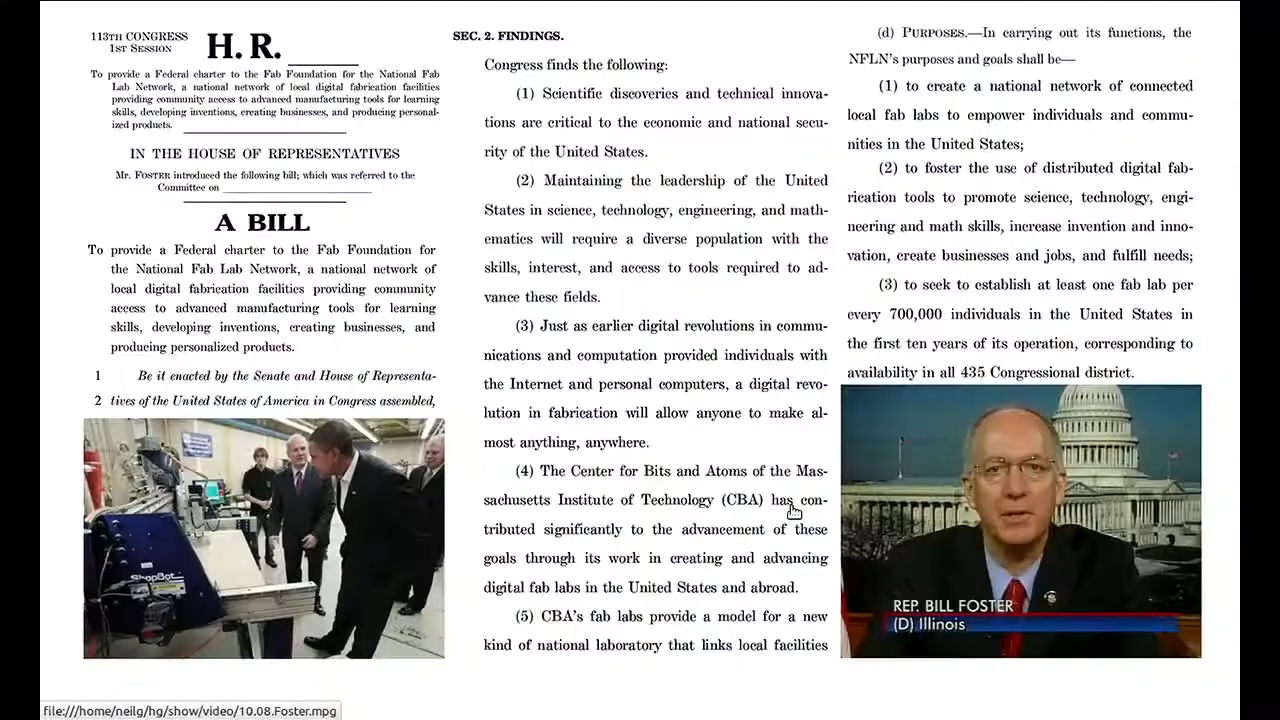 113TH CONGRESS
1ST SESSION
H. R.
To provide a Federal charter to the Fab Foundation for the National Fab
Lab Network, a national network of local digital fabrication facilities
providing community access to advanced manufacturing tools for learning
skills, developing inventions, creating businesses, and producing personal-
ized products.
IN THE HOUSE OF REPRESENTATIVES
Mr. FOSTER introduced the following bill; which was referred to the
Committee on
A BILL
To provide a Federal charter to the Fab Foundation for
the National Fab Lab Network, a national network of
local digital fabrication facilities providing community
access to advanced manufacturing tools for learning
skills, developing inventions, creating businesses, and
producing personalized products.
1 Be it enacted by the Senate and House of Representa-
2 tives of the United States of America in Congress assembled,
ShopBot
SEC. 2. FINDINGS.
Congress finds the following:
(1) Scientific discoveries and technical innova-
tions are critical to the economic and national secu-
rity of the United States.
(2) Maintaining the leadership of the United
States in science, technology, engineering, and math-
ematics will require a diverse population with the
skills, interest, and access to tools required to ad-
vance these fields.
(3) Just as earlier digital revolutions in commu-
nications and computation provided individuals with
the Internet and personal computers, a digital revo-
lution in fabrication will allow anyone to make al-
most anything, anywhere.
(4) The Center for Bits and Atoms of the Mas-
sachusetts Institute of Technology (CBA) has con-
tributed significantly to the advancement of these
goals through its work in creating and advancing
digital fab labs in the United States and abroad.
(5) CBA's fab labs provide a model for a new
kind of national laboratory that links local facilities
(d) PURPOSES.—In carrying out its functions, the
NFLN's purposes and goals shall be—
(1) to create a national network of connected
local fab labs to empower individuals and commu-
nities in the United States;
(2) to foster the use of distributed digital fab-
rication tools to promote science, technology, engi-
neering and math skills, increase invention and inno-
vation, create businesses and jobs, and fulfill needs;
(3) to seek to establish at least one fab lab per
every 700,000 individuals in the United States in
the first ten years of its operation, corresponding to
availability in all 435 Congressional district.
REP. BILL FOSTER
(D) Illinois
file:///home/neilg/hg/show/video/10.08.Foster.mpg